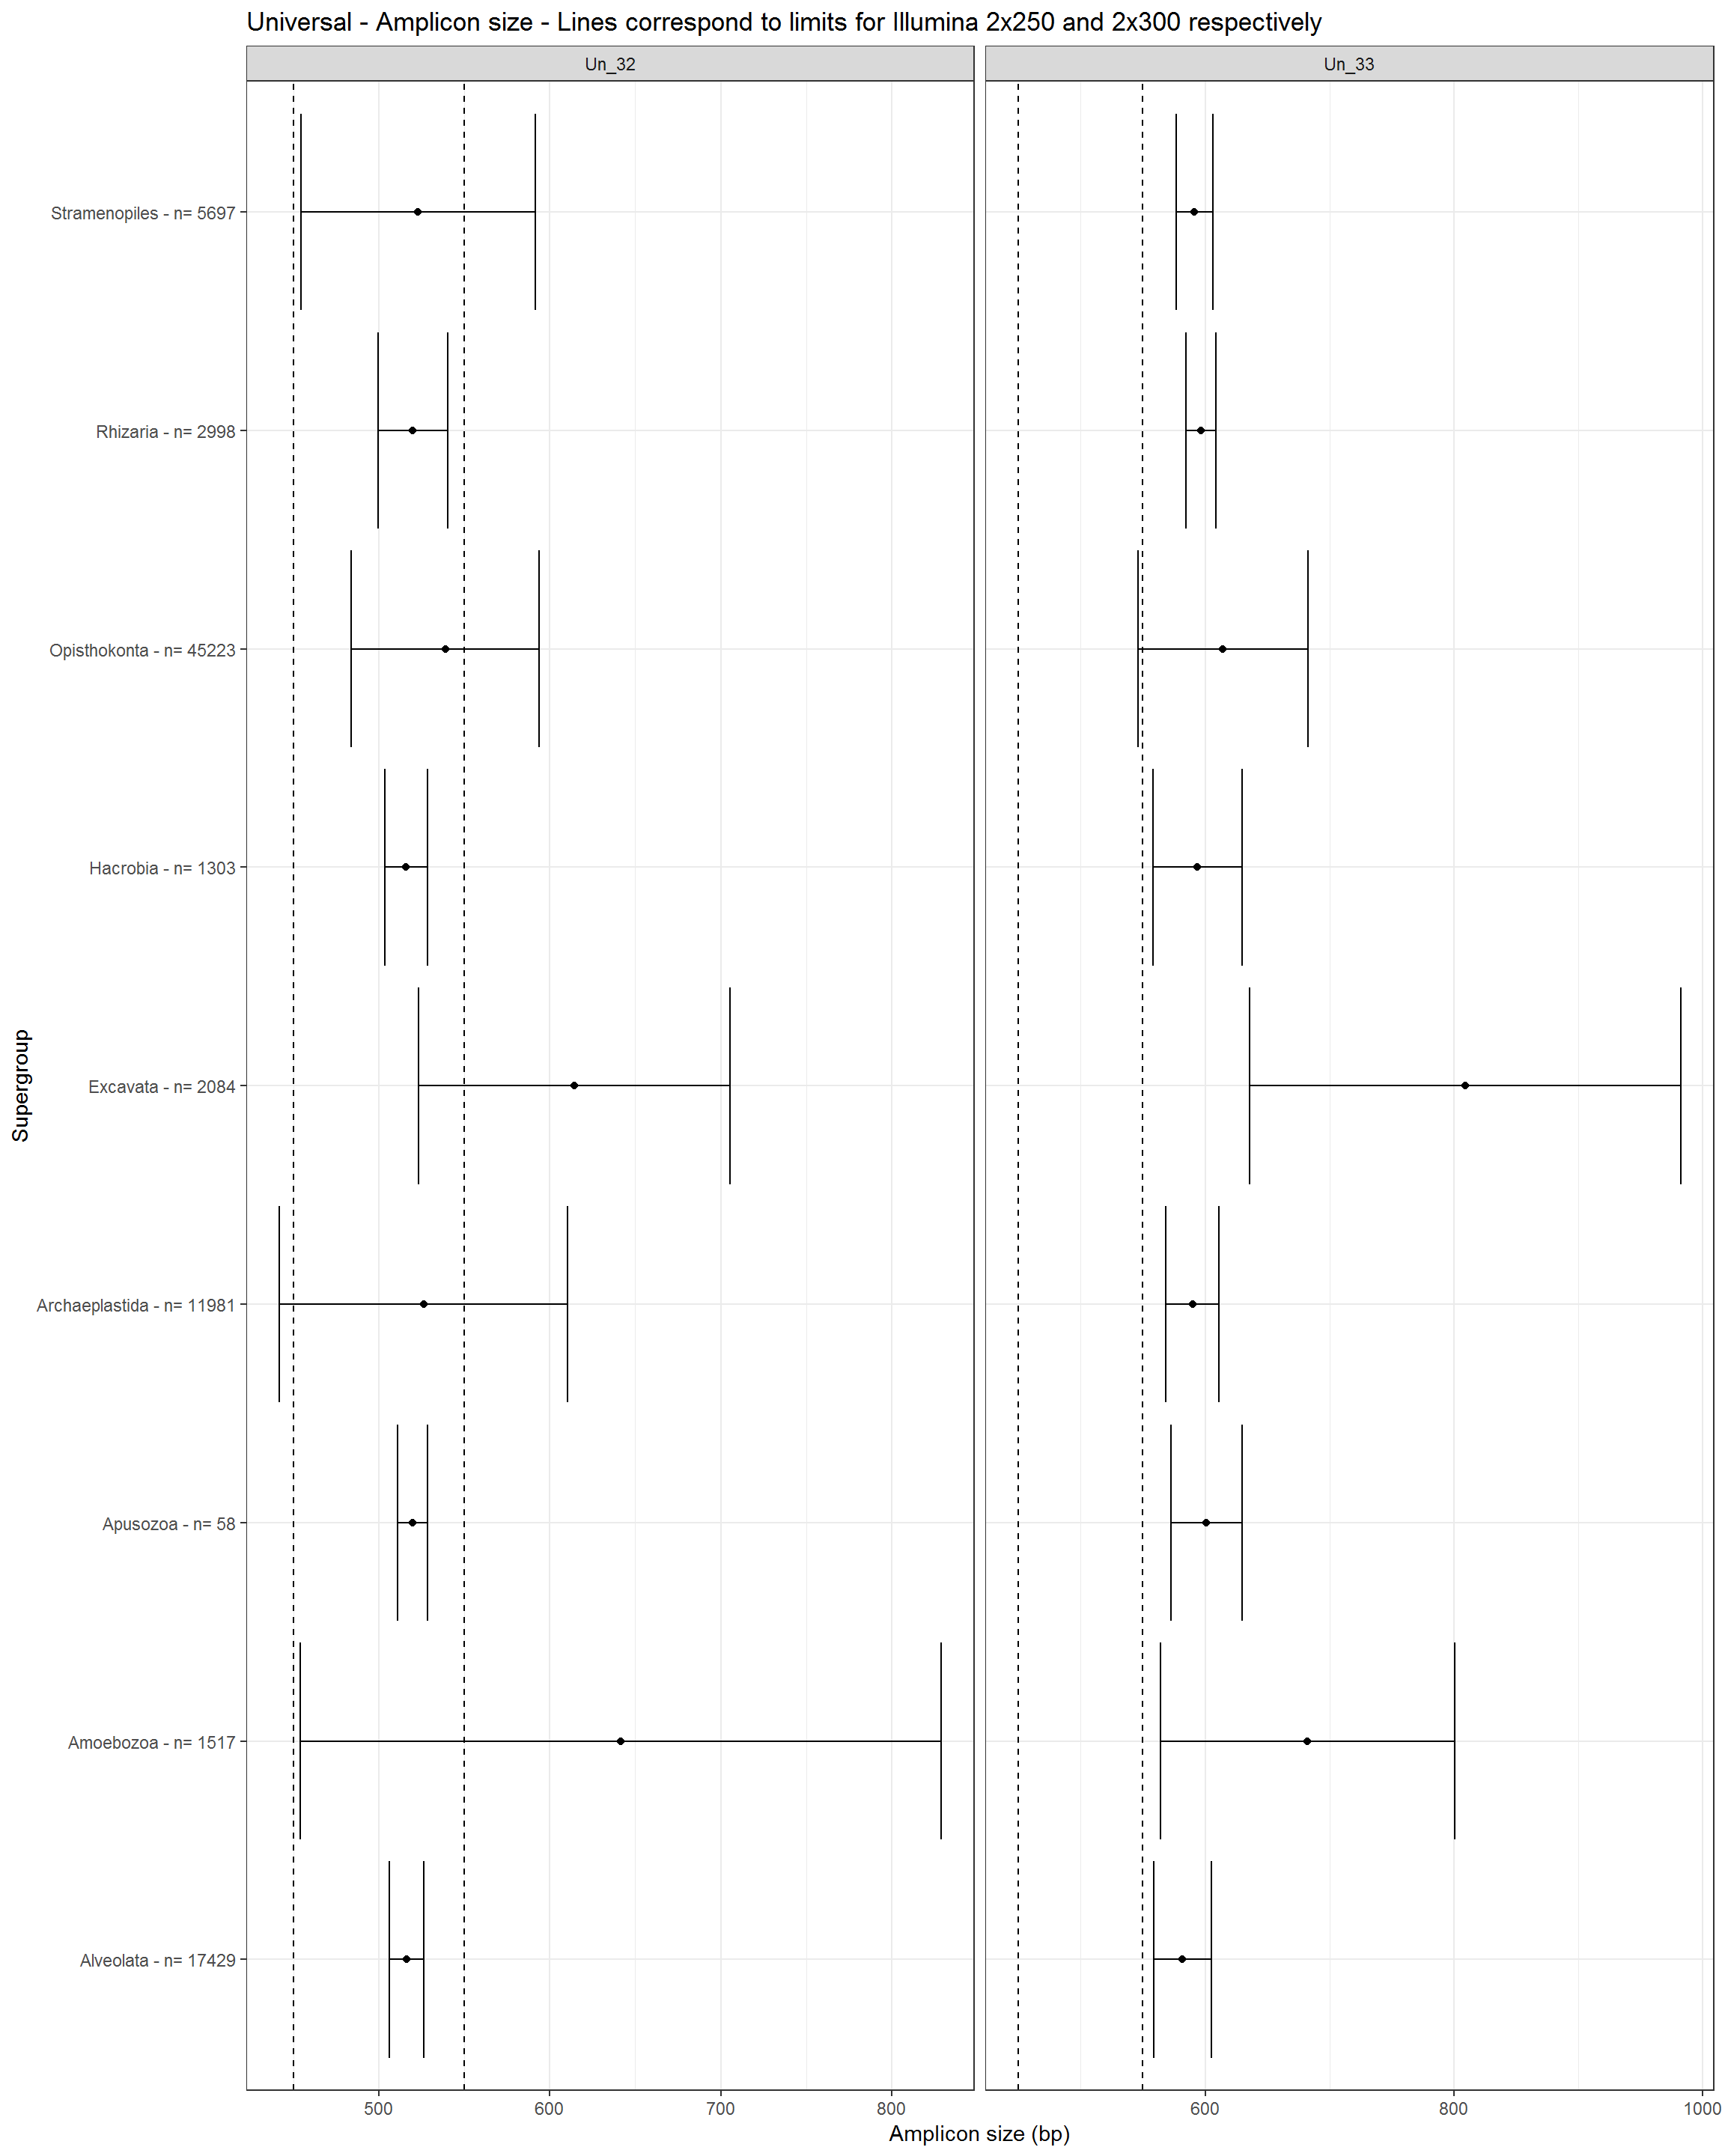 Universal - Amplicon size - Lines correspond to limits for Illumina 2x250 and 2x300 respectively
Un_32
Un_33
Supergroup
Stramenopiles - n= 5697
Rhizaria - n= 2998
Opisthokonta - n= 45223
Hacrobia - n= 1303
Excavata - n= 2084
Archaeplastida - n= 11981
Apusozoa - n= 58
Amoebozoa - n= 1517
Alveolata - n= 17429
500 600 700 800
600 800 1000
Amplicon size (bp)